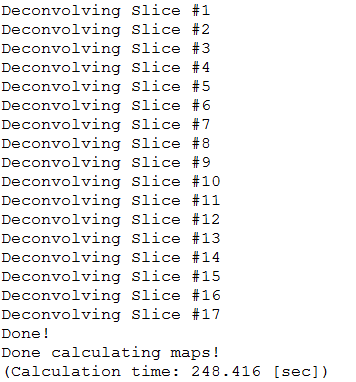 Deconvolving Slice #1
Deconvolving Slice #2
Deconvolving Slice #3
Deconvolving Slice #4
Deconvolving Slice #5
Deconvolving Slice #6
Deconvolving Slice #7
Deconvolving Slice #8
Deconvolving Slice #9
Deconvolving Slice #10
Deconvolving Slice #11
Deconvolving Slice #12
Deconvolving Slice #13
Deconvolving Slice #14
Deconvolving Slice #15
Deconvolving Slice #16
Deconvolving Slice #17
Done!
Done calculating maps!
(Calculation time: 248.416 [sec])